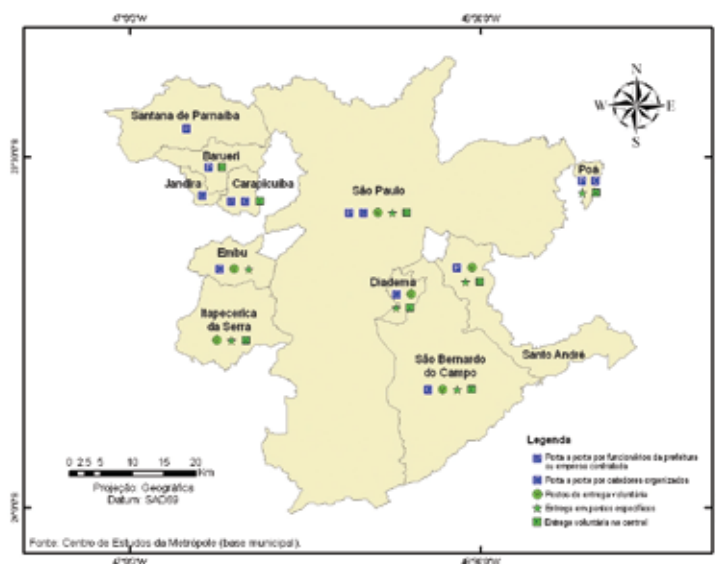 47°0'0"W
N
W E
S
Santana de Parnaíba
Barueri
Jandira Carapicuíba
São Paulo
Poá
Embu
Diadema
Itapecerica
da Serra
São Bernardo
do Campo
Santo André
Legenda
Porta a porta por funcionários da prefeitura
ou empresa contratada
Porta a porta por catadores organizados
Postos de entrega voluntária
Entrega em pontos específicos
Entrega voluntária na central
0 2,5 5 10 15 20
Km
Projeção: Geográfica
Datum: SAD69
Fonte: Centro de Estudos da Metrópole (base municipal).